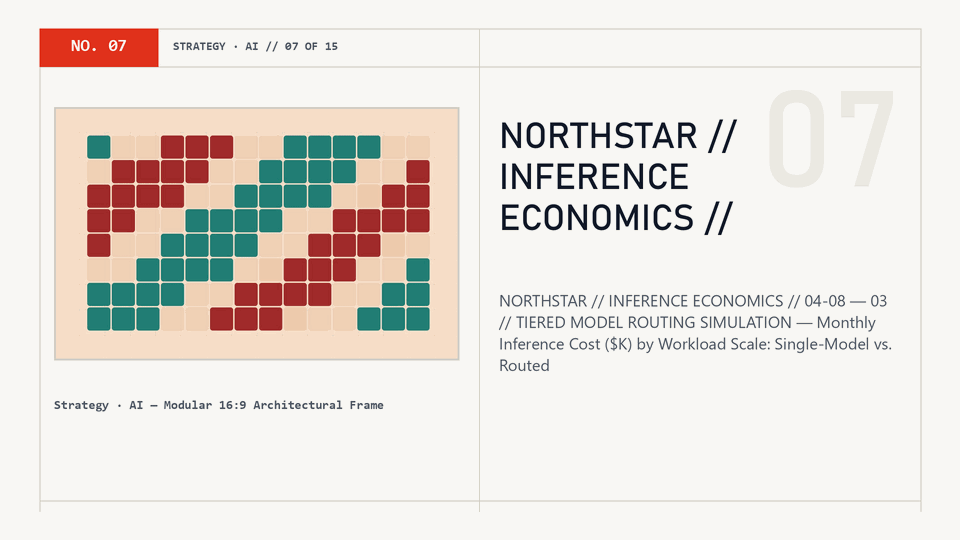 NO. 07
STRATEGY · AI // 07 OF 15
07
NORTHSTAR //
INFERENCE
ECONOMICS //
NORTHSTAR // INFERENCE ECONOMICS // 04-08 — 03
// TIERED MODEL ROUTING SIMULATION — Monthly
Inference Cost ($K) by Workload Scale: Single-Model vs.
Routed
Strategy · AI — Modular 16:9 Architectural Frame